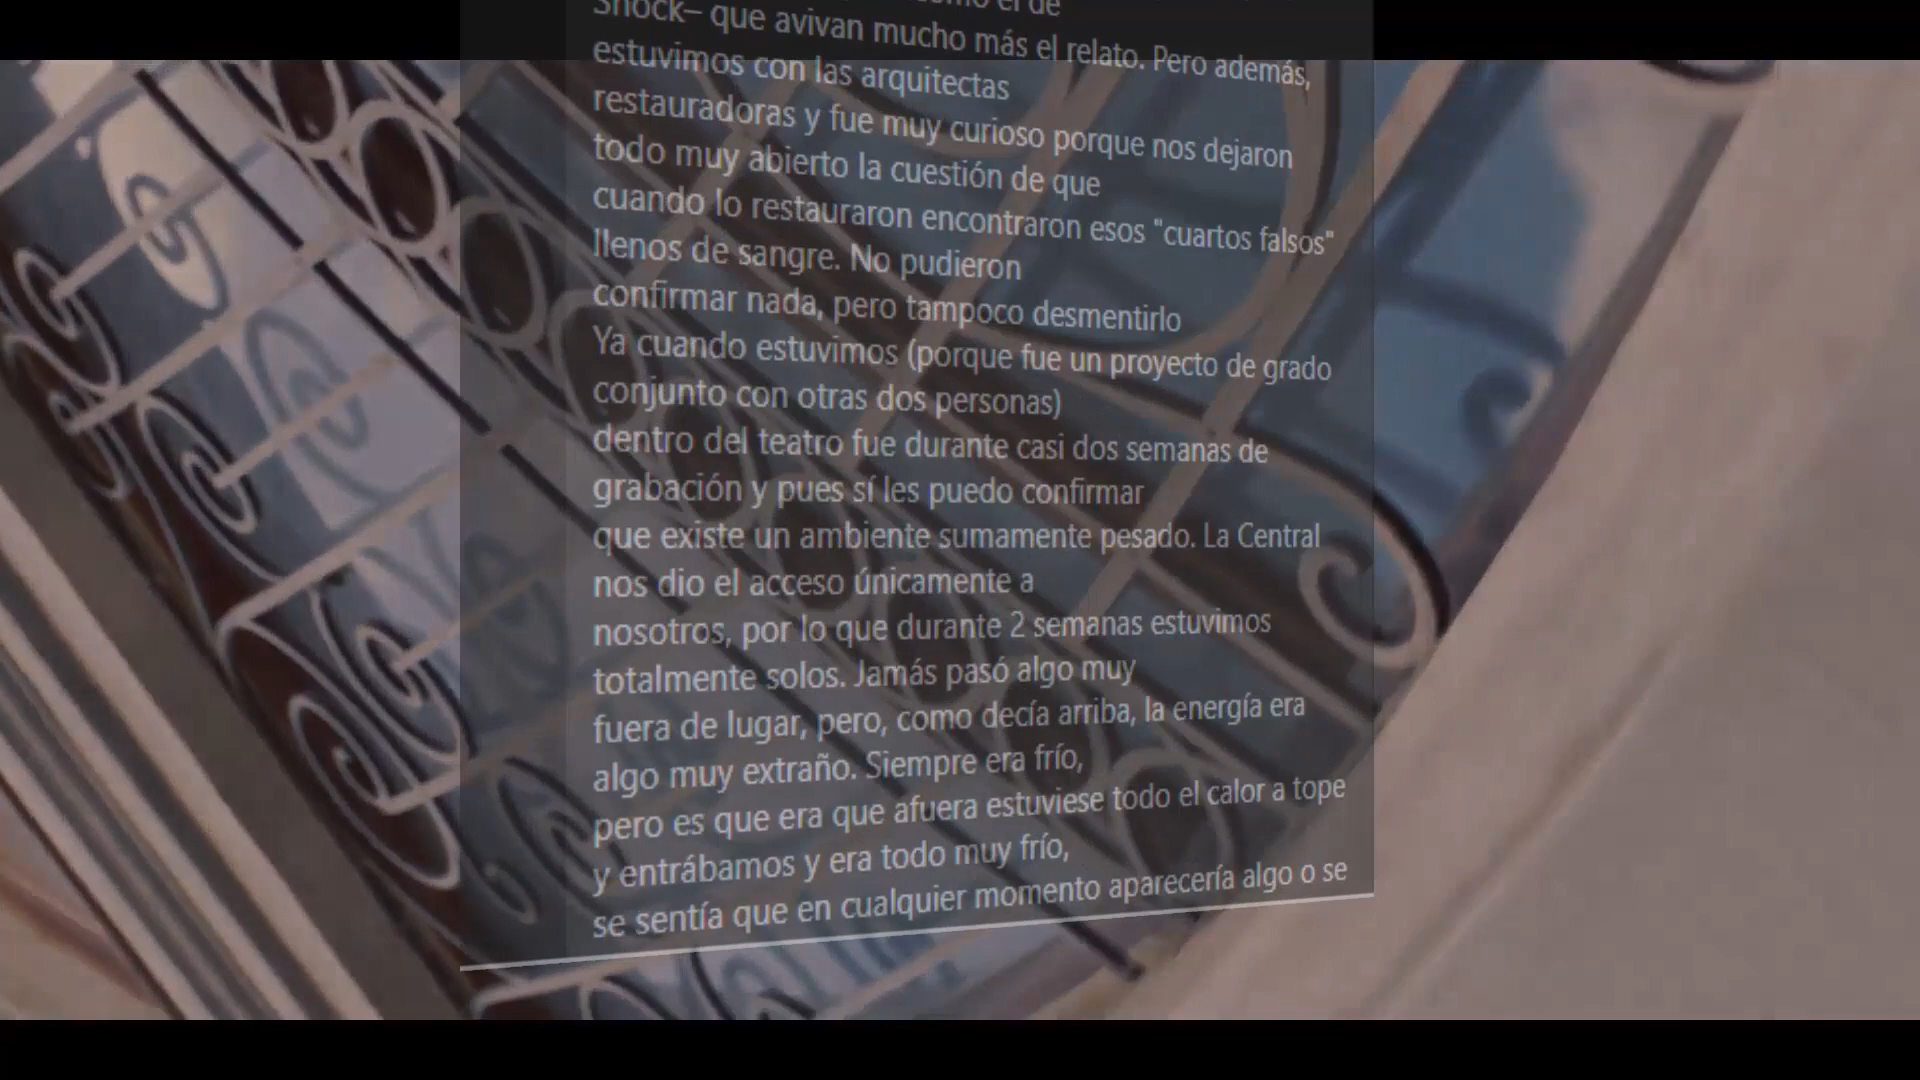 como el de
Shock– que avivan mucho más el relato. Pero además,
estuvimos con las arquitectas
restauradoras y fue muy curioso porque nos dejaron
todo muy abierto la cuestión de que
cuando lo restauraron encontraron esos "cuartos falsos"
llenos de sangre. No pudieron
confirmar nada, pero tampoco desmentirlo
Ya cuando estuvimos (porque fue un proyecto de grado
conjunto con otras dos personas)
dentro del teatro fue durante casi dos semanas de
grabación y pues sí les puedo confirmar
que existe un ambiente sumamente pesado. La Central
nos dio el acceso únicamente a
nosotros, por lo que durante 2 semanas estuvimos
totalmente solos. Jamás pasó algo muy
fuera de lugar, pero, como decía arriba, la energía era
algo muy extraño. Siempre era frío,
pero es que era que afuera estuviese todo el calor a tope
y entrábamos y era todo muy frío,
se sentía que en cualquier momento aparecería algo o se